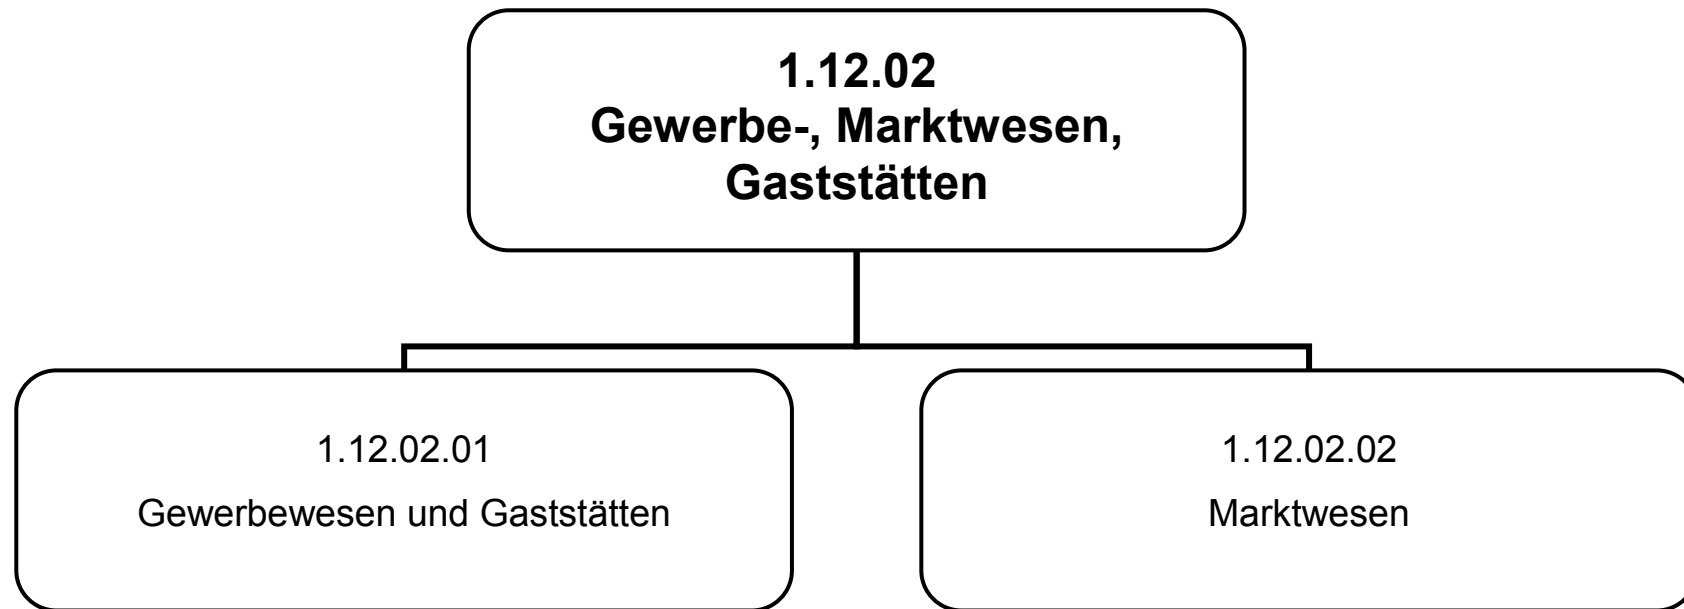 1.12.02
Gewerbe-, Marktwesen,
Gaststätten
1.12.02.01
Gewerbewesen und Gaststätten
1.12.02.02
Marktwesen